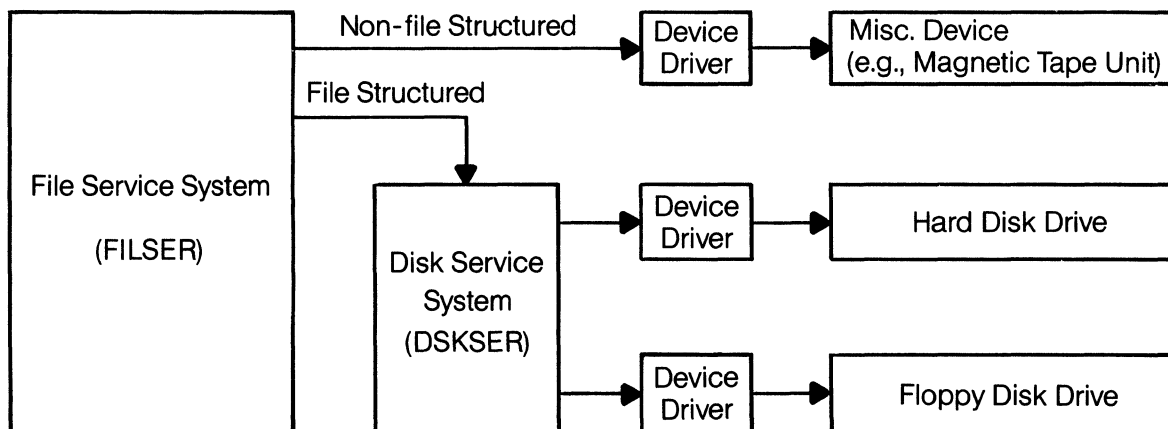 Non-file Structured
Device
Driver
Misc. Device
(e.g., Magnetic Tape Unit)
File Structured
File Service System
(FILSER)
Disk Service
System
(DSKSER)
Device
Driver
Hard Disk Drive
Device
Driver
Floppy Disk Drive